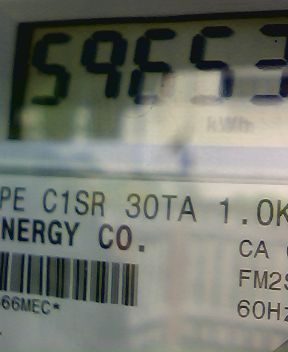 59653
kWh
PE C1SR 30TA 1.0K
NERGY CO.
CA
FM2S
66MEC*
60Hz